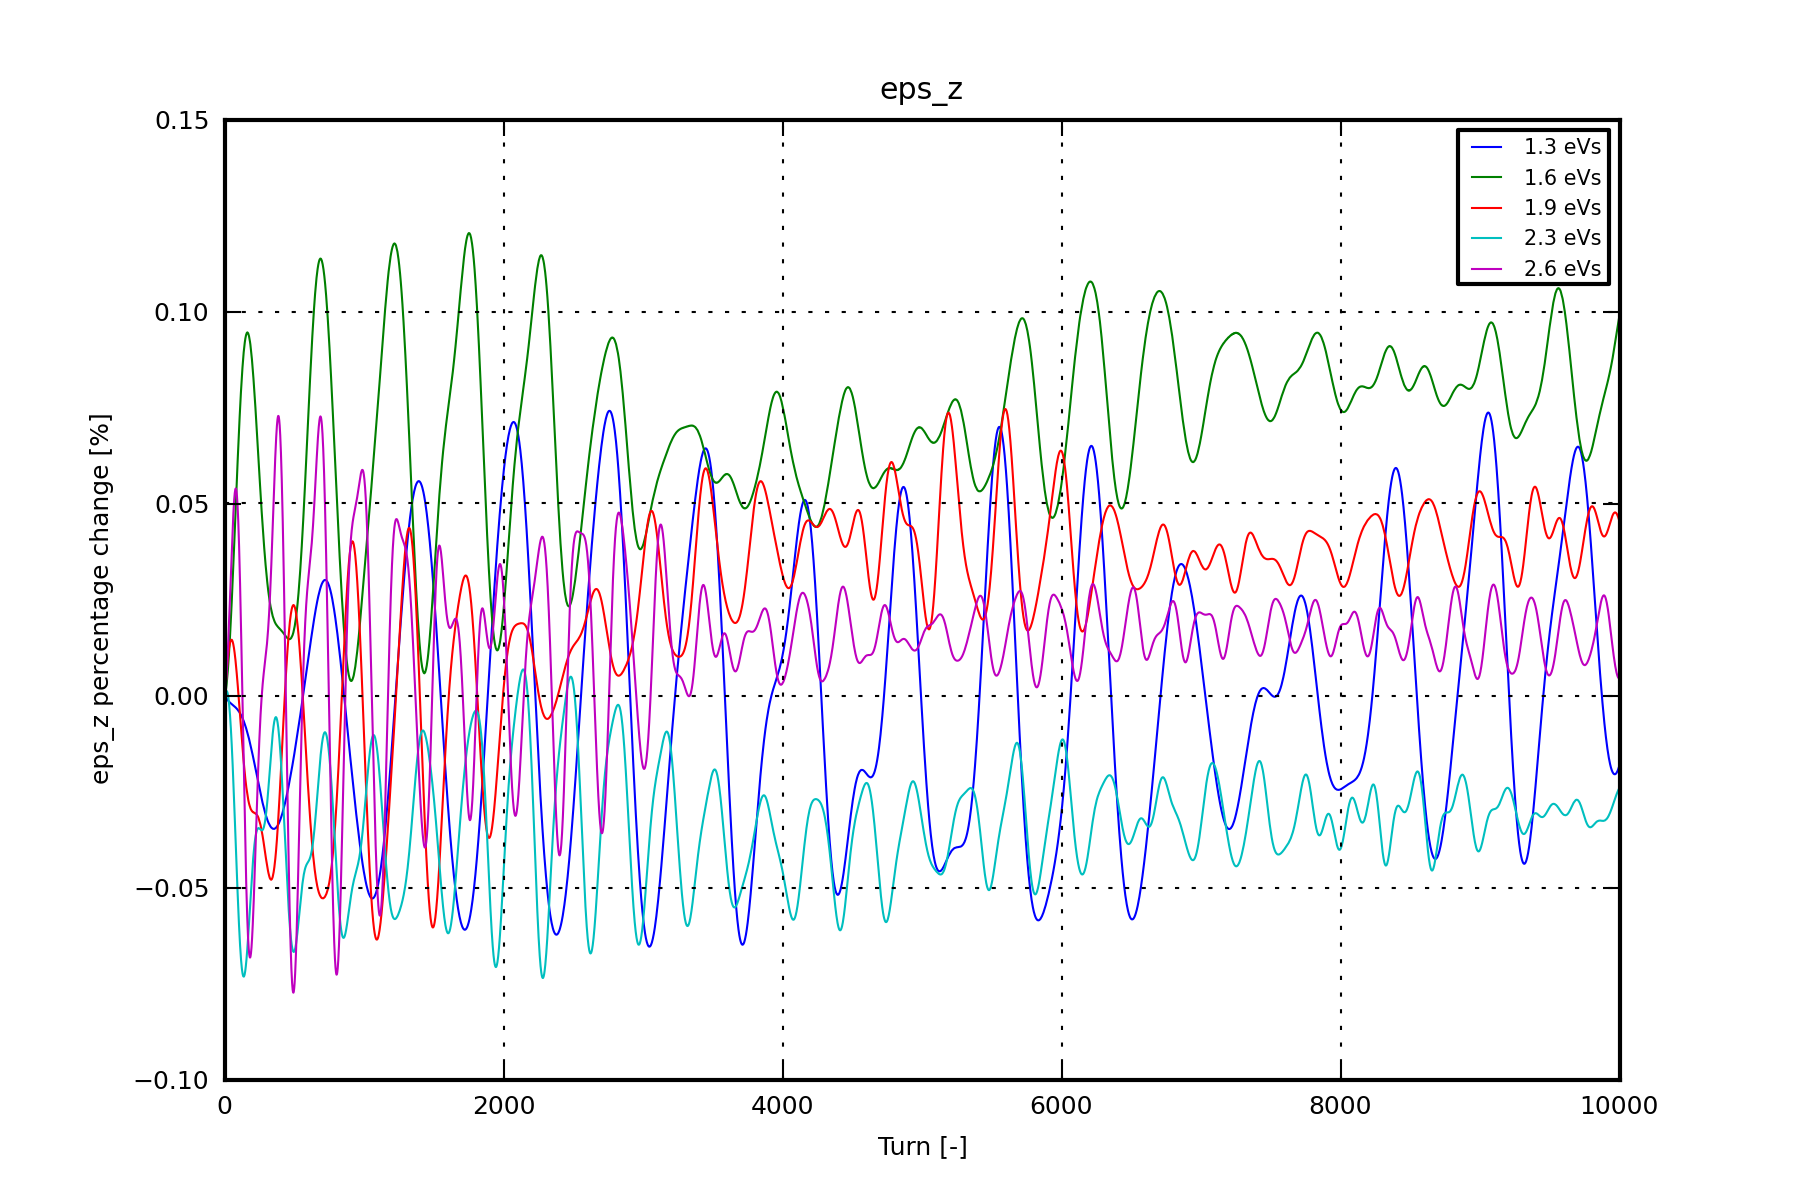 eps_z
0.15
0.10
0.05
0.00
−0.05
−0.10
eps_z percentage change [%]
1.3 eVs
1.6 eVs
1.9 eVs
2.3 eVs
2.6 eVs
0 2000 4000 6000 8000 10000
Turn [-]